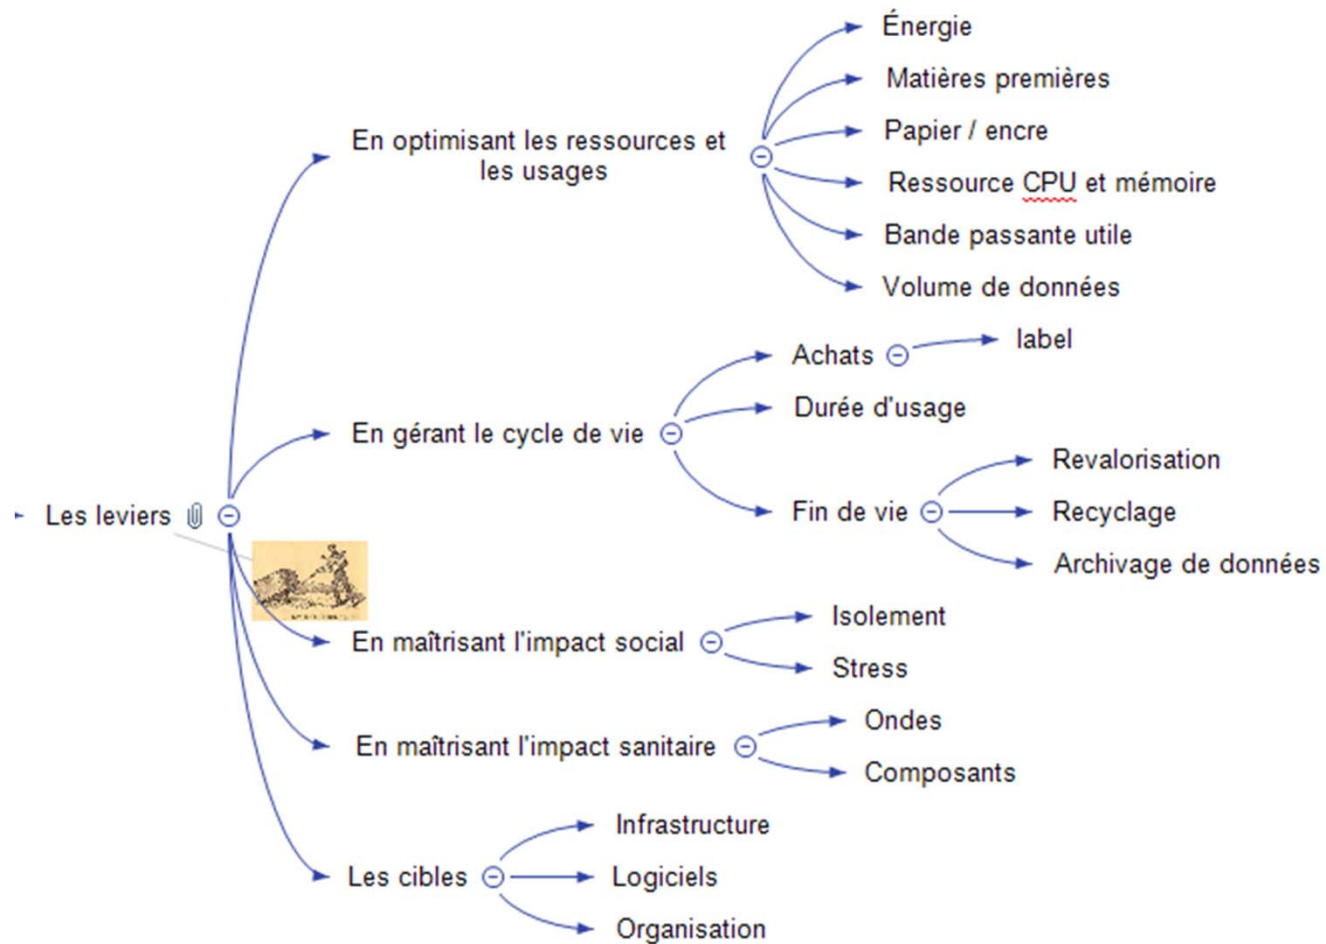 Énergie
Matières premières
Papier / encre
En optimisant les ressources et
les usages
Ressource CPU et mémoire
Bande passante utile
Volume de données
label
Achats
Durée d'usage
En gérant le cycle de vie
Revalorisation
Fin de vie
Recyclage
Archivage de données
Les leviers
Isolement
En maîtrisant l'impact social
Stress
Ondes
En maîtrisant l'impact sanitaire
Composants
Infrastructure
Les cibles
Logiciels
Organisation